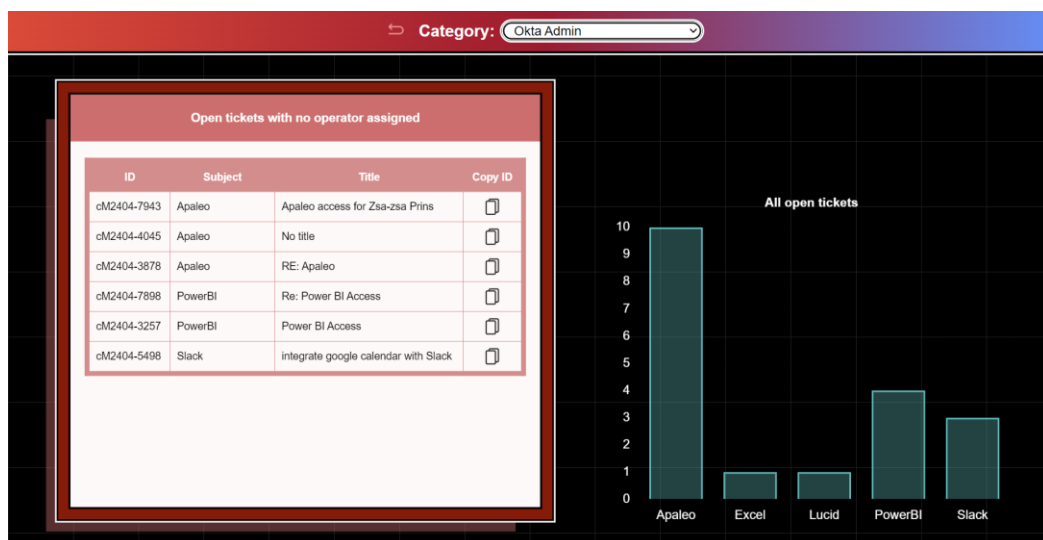 Category: Okta Admin
Open tickets with no operator assigned
ID Subject Title Copy ID
cM2404-7943 Apaleo Apaleo access for Zsa-zsa Prins
cM2404-4045 Apaleo No title
cM2404-3878 Apaleo RE: Apaleo
cM2404-7898 PowerBI Re: Power BI Access
cM2404-3257 PowerBI Power BI Access
cM2404-5498 Slack integrate google calendar with Slack
All open tickets
10
9
8
7
6
5
4
3
2
1
0
Apaleo Excel Lucid PowerBI Slack